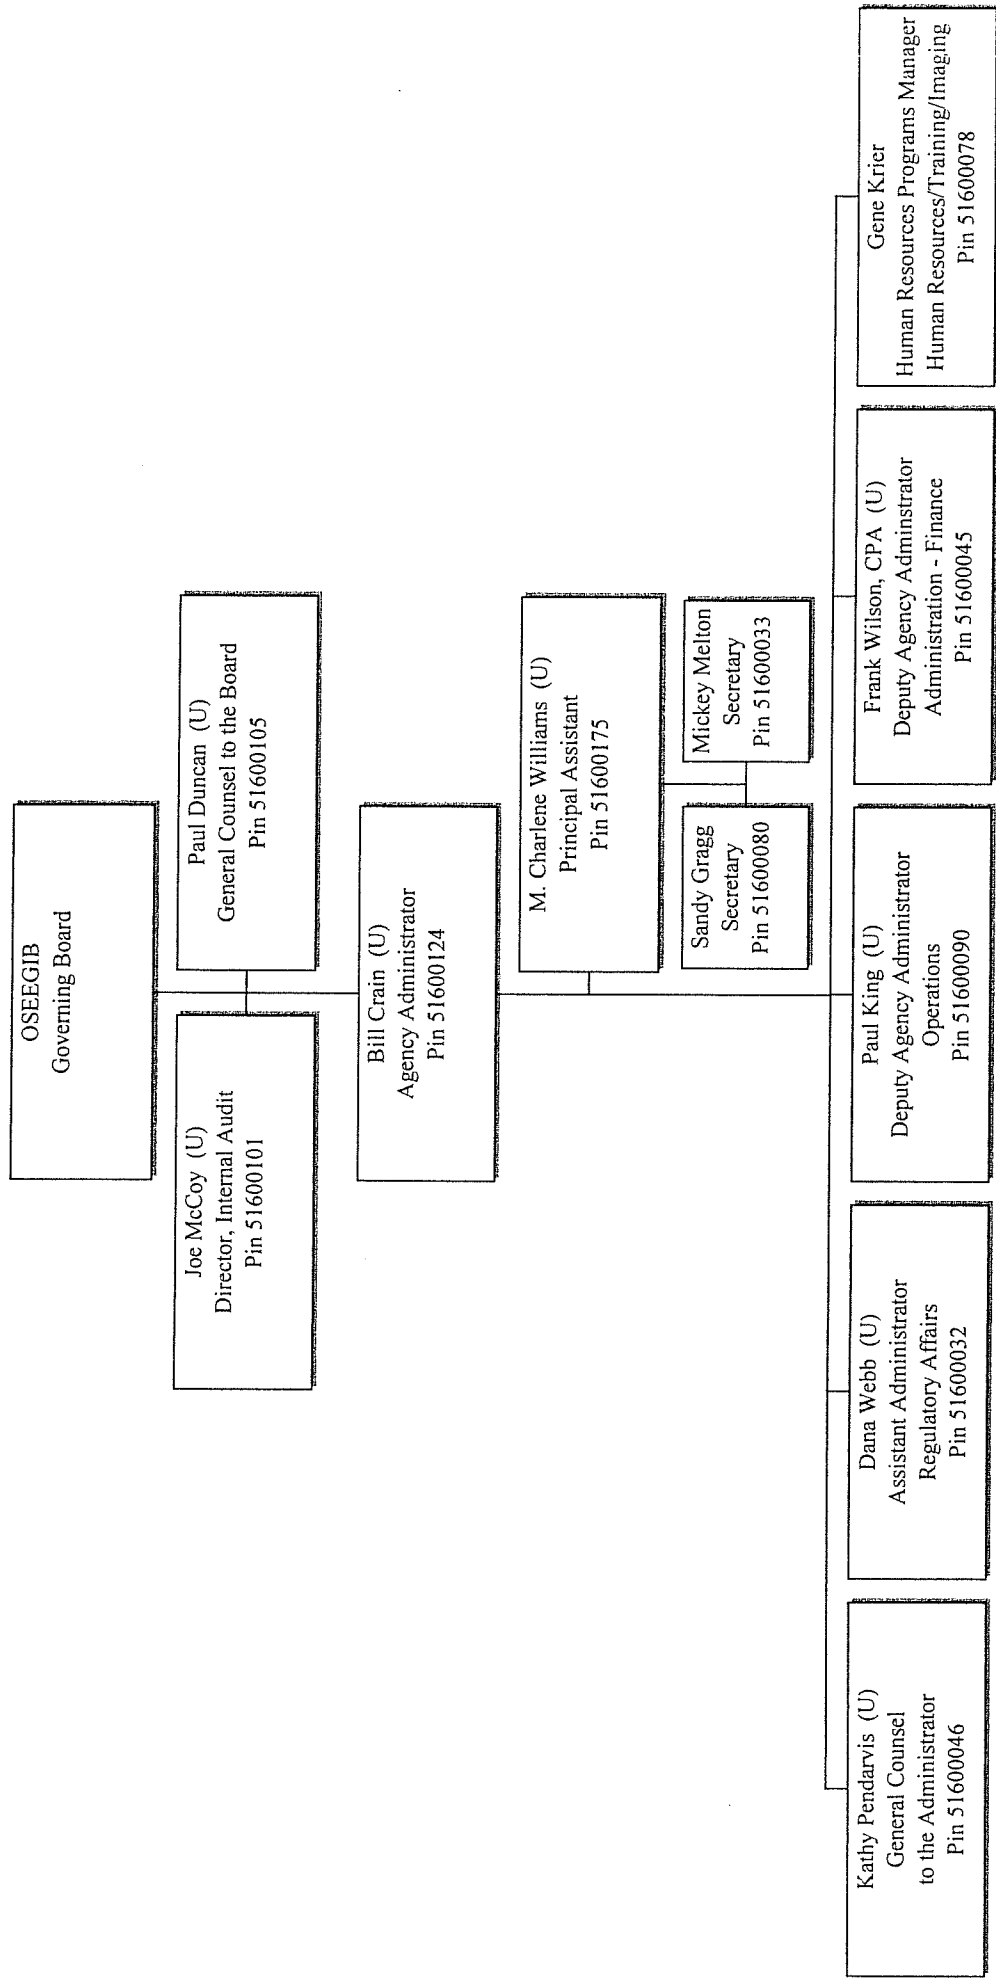 OSEEGIB
Governing Board
Joe McCoy (U)
Director, Internal Audit
Pin 51600101
Paul Duncan (U)
General Counsel to the Board
Pin 51600105
Bill Crain (U)
Agency Administrator
Pin 51600124
M. Charlene Williams (U)
Principal Assistant
Pin 51600175
Sandy Gragg
Secretary
Pin 51600080
Mickey Melton
Secretary
Pin 51600033
Kathy Pendarvis (U)
General Counsel
to the Administrator
Pin 51600046
Dana Webb (U)
Assistant Administrator
Regulatory Affairs
Pin 51600032
Paul King (U)
Deputy Agency Administrator
Operations
Pin 51600090
Frank Wilson, CPA (U)
Deputy Agency Adminstrator
Administration - Finance
Pin 51600045
Gene Krier
Human Resources Programs Manager
Human Resources/Training/Imaging
Pin 51600078